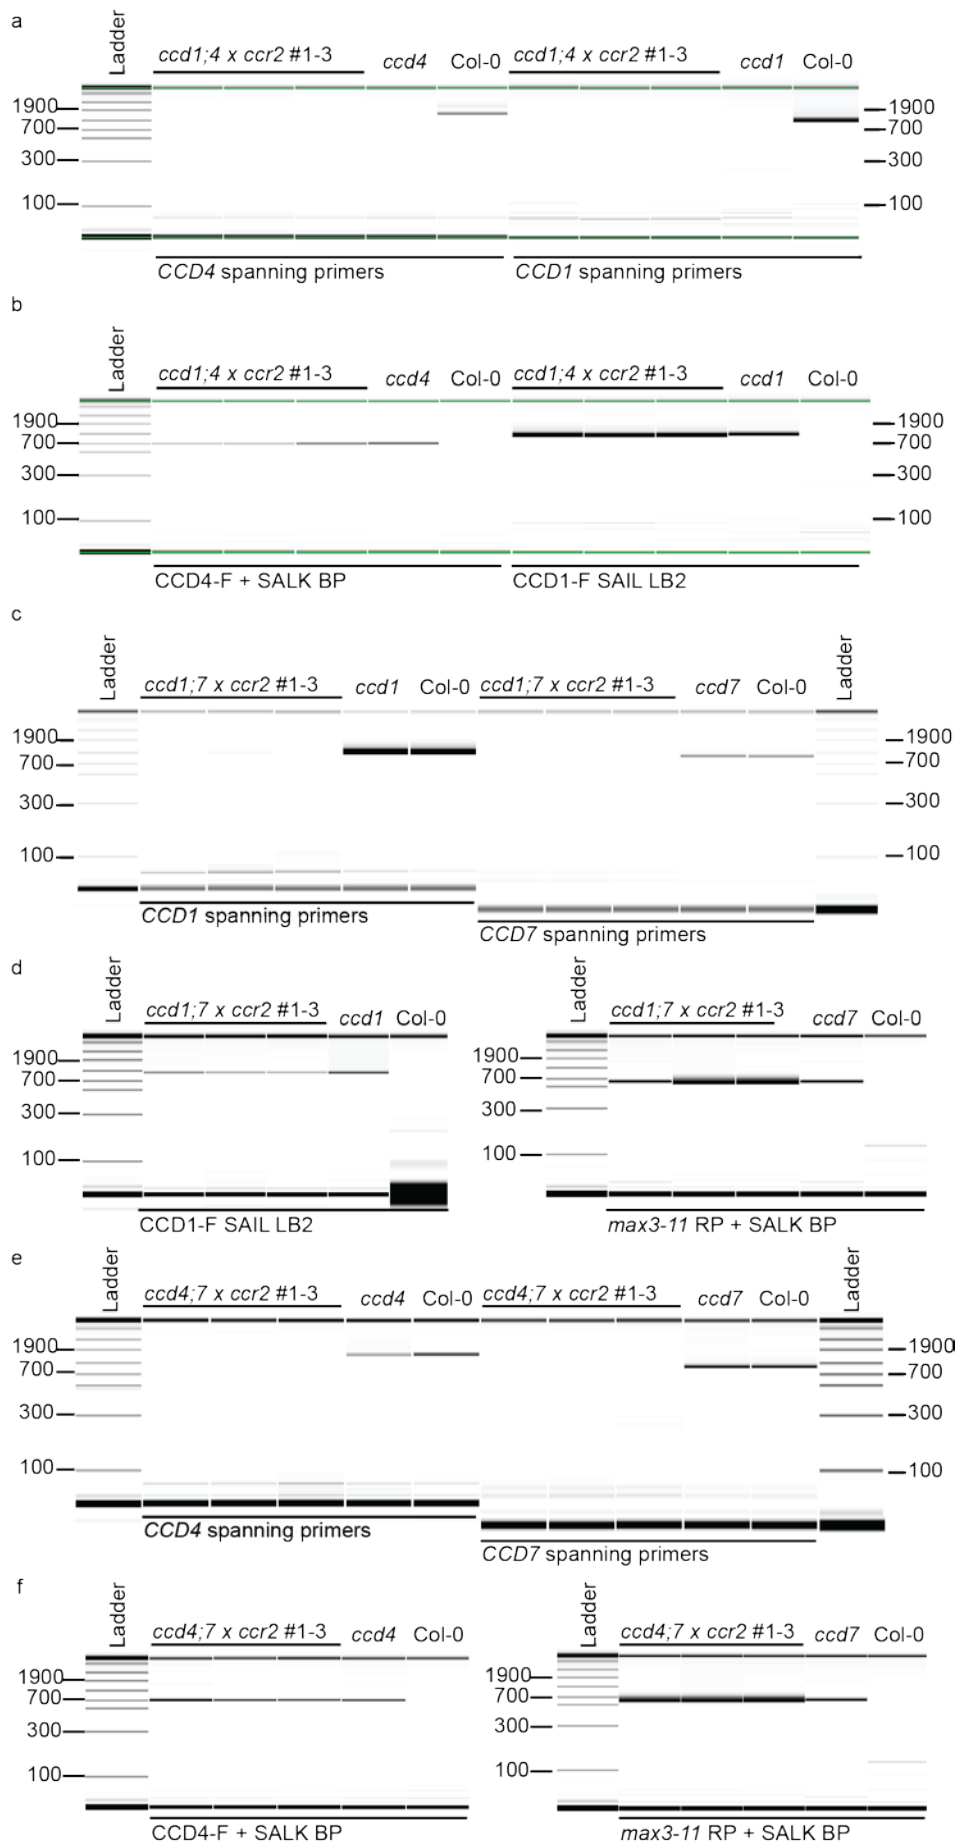 a
Ladder
ccd1;4 x ccr2 #1-3 ccd4 Col-0 ccd1;4 x ccr2 #1-3 ccd1 Col-0
1900 1900
700 700
300 300
100 100
CCD4 spanning primers CCD1 spanning primers
b
Ladder
ccd1;4 x ccr2 #1-3 ccd4 Col-0 ccd1;4 x ccr2 #1-3 ccd1 Col-0
1900 1900
700 700
300 300
100 100
CCD4-F + SALK BP CCD1-F SAIL LB2
c
Ladder Ladder
ccd1;7 x ccr2 #1-3 ccd1 Col-0 ccd1;7 x ccr2 #1-3 ccd7 Col-0
1900 1900
700 700
300 300
100 100
CCD1 spanning primers
CCD7 spanning primers
d
Ladder Ladder
ccd1;7 x ccr2 #1-3 ccd1 Col-0 ccd1;7 x ccr2 #1-3 ccd7 Col-0
1900 1900
700 700
300 300
100 100
CCD1-F SAIL LB2 max3-11 RP + SALK BP
e
Ladder Ladder
ccd4;7 x ccr2 #1-3 ccd4 Col-0 ccd4;7 x ccr2 #1-3 ccd7 Col-0
1900 1900
700 700
300 300
100 100
CCD4 spanning primers
CCD7 spanning primers
f
Ladder Ladder
ccd4;7 x ccr2 #1-3 ccd4 Col-0 ccd4;7 x ccr2 #1-3 ccd7 Col-0
1900 1900
700 700
300 300
100 100
CCD4-F + SALK BP max3-11 RP + SALK BP